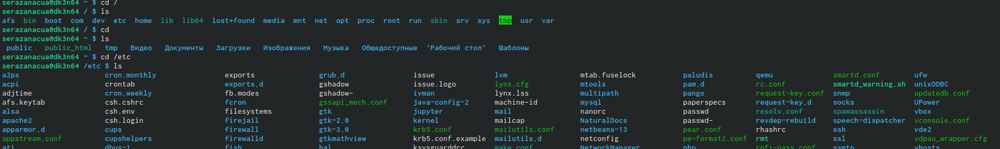 serazanacua@dk3n64 ~ $ cd /
serazanacua@dk3n64 / $ ls
afs bin boot com dev etc home lib lib64 lost+found media mnt net opt proc root run sbin srv sys tmp usr var
serazanacua@dk3n64 / $ cd
serazanacua@dk3n64 ~ $ ls
public public_html tmp Видео Документы Загрузки Изображения Музыка Общедоступные 'Рабочий стол' Шаблоны
serazanacua@dk3n64 ~ $ cd /etc
serazanacua@dk3n64 /etc $ ls
a2ps cron.monthly exports grub.d issue lvm mtab.fuselock paludis qemu smartd.conf ufw
acpi crontab exports.d gshadow issue.logo lynx.cfg mtools pam.d rc.conf smartd_warning.sh unixODBC
adjtime cron.weekly fb.modes gshadow- ivman lynx.lss multipath pango request-key.conf snmp updatedb.conf
afs.keytab csh.cshrc fcron gssapi_mech.conf java-config-2 machine-id mysql paperspecs request-key.d socks UPower
alsa csh.env filesystems gtk jupyter mail nanorc passwd resolv.conf spamassassin vbox
apache2 csh.login firejail gtk-2.0 kernel mailcap NaturalDocs passwd- revdep-rebuild speech-dispatcher vconsole.conf
apparmor.d cups firewall gtk-3.0 krb5.conf mailutils.conf netbeans-13 pear.conf rhashrc ssh vde2
appstream.conf cupshelpers firewalld gtkmathview krb5.conf.example mailutils.d netconfig pe-format2.conf rmt ssl vdpau_wrapper.cfg
ati dbus-1 fish hal ksysguarddrc make.conf NetworkManager php rofi-pass.conf ssmtp vhosts